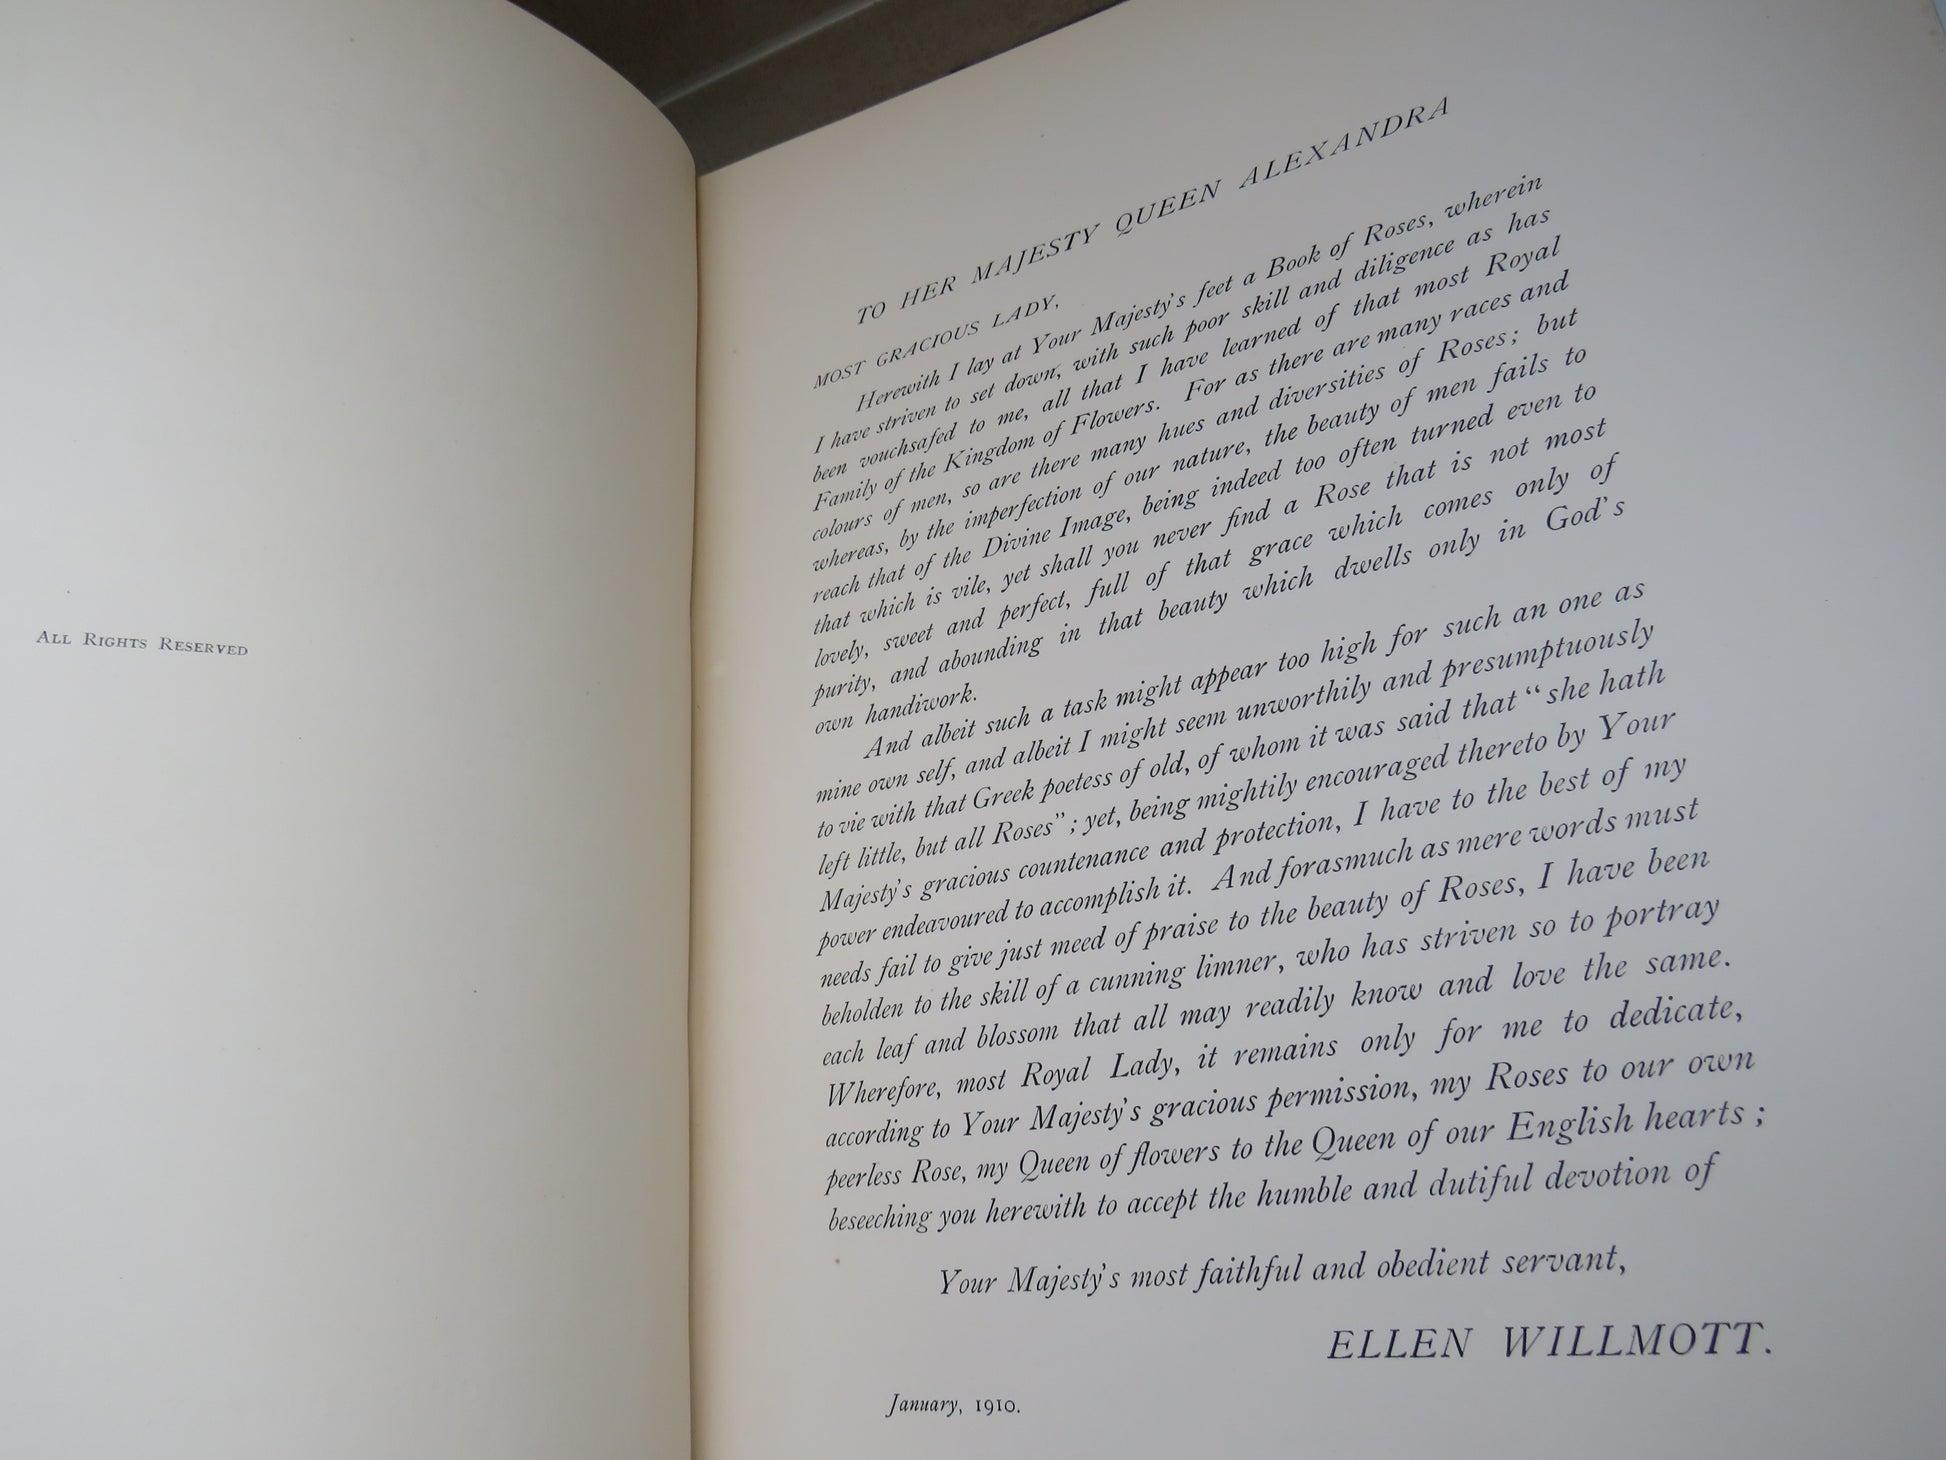 ALL RIGHTS RESERVED
TO HER MAJESTY QUEEN ALEXANDRA
MOST GRACIOUS LADY,
Herewith I lay at Your Majesty's feet a Book of Roses, wherein
I have striven to set down, with such poor skill and diligence as has
been vouchsafed to me, all that I have learned of that most Royal
Family of the Kingdom of Flowers. For as there are many races and
colours of men, so are there many hues and diversities of Roses; but
whereas, by the imperfection of our nature, the beauty of men fails to
reach that of the Divine Image, being indeed too often turned even to
that which is vile, yet shall you never find a Rose that is not most
lovely, sweet and perfect, full of that grace which comes only of
purity, and abounding in that beauty which dwells only in God's
own handiwork.
And albeit such a task might appear too high for such an one as
mine own self, and albeit I might seem unworthily and presumptuously
to vie with that Greek poetess of old, of whom it was said that "she hath
left little, but all Roses"; yet, being mightily encouraged thereto by Your
Majesty's gracious countenance and protection, I have to the best of my
power endeavoured to accomplish it. And forasmuch as mere words must
needs fail to give just meed of praise to the beauty of Roses, I have been
beholden to the skill of a cunning limner, who has striven so to portray
each leaf and blossom that all may readily know and love the same.
Wherefore, most Royal Lady, it remains only for me to dedicate,
according to Your Majesty's gracious permission, my Roses to our own
peerless Rose, my Queen of flowers to the Queen of our English hearts;
beseeching you herewith to accept the humble and dutiful devotion of
Your Majesty's most faithful and obedient servant,
ELLEN WILLMOTT.
January, 1910.